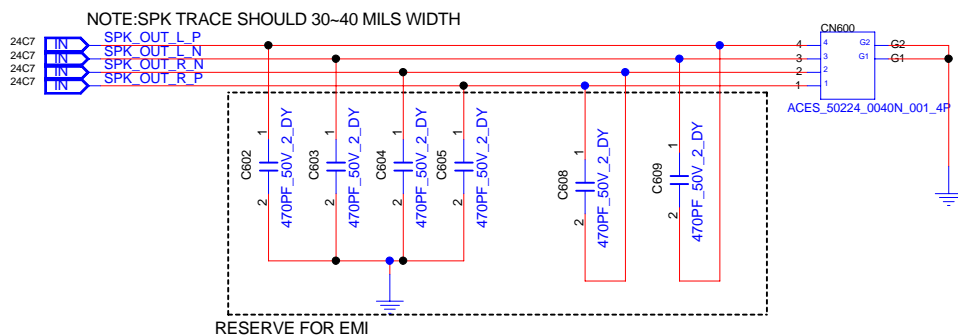 NOTE:SPK TRACE SHOULD 30~40 MILS WIDTH
24C7 IN SPK_OUT_L_P
24C7 IN SPK_OUT_L_N
24C7 IN SPK_OUT_R_N
24C7 IN SPK_OUT_R_P
CN600
4 4 G2 G2
3 3 G1 G1
2 2
1 1
ACES_50224_0040N_001_4P
1 C602 2 470PF_50V_2_DY
1 C603 2 470PF_50V_2_DY
1 C604 2 470PF_50V_2_DY
1 C605 2 470PF_50V_2_DY
1 C608 2 470PF_50V_2_DY
1 C609 2 470PF_50V_2_DY
RESERVE FOR EMI